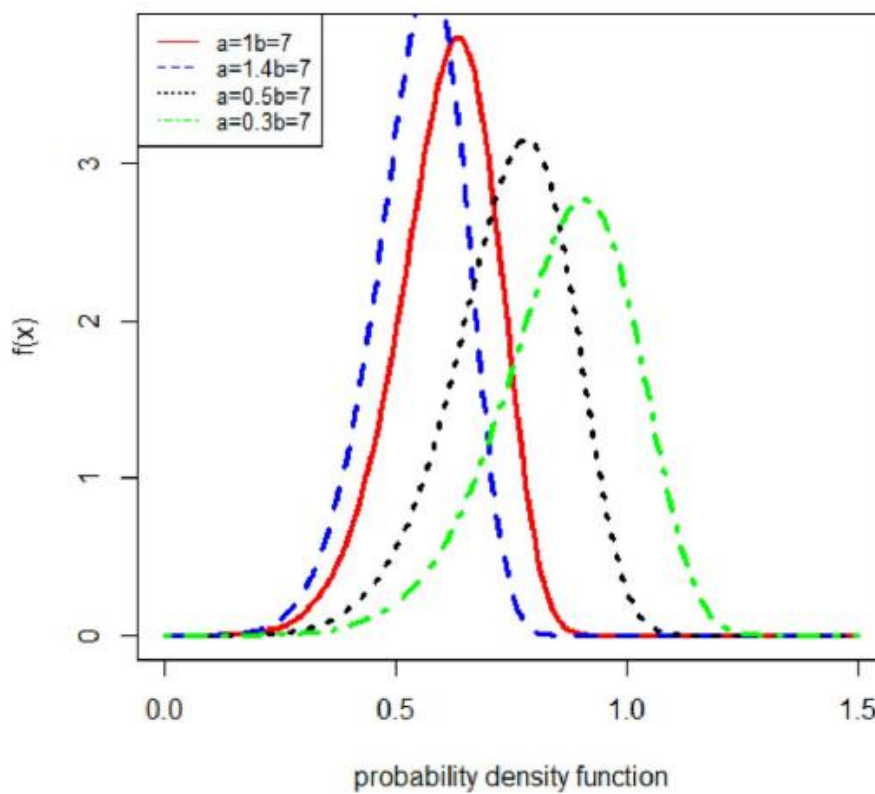 a=1b=7
a=1.4b=7
a=0.5b=7
a=0.3b=7
3
2
1
0
f(x)
0.0 0.5 1.0 1.5
probability density function